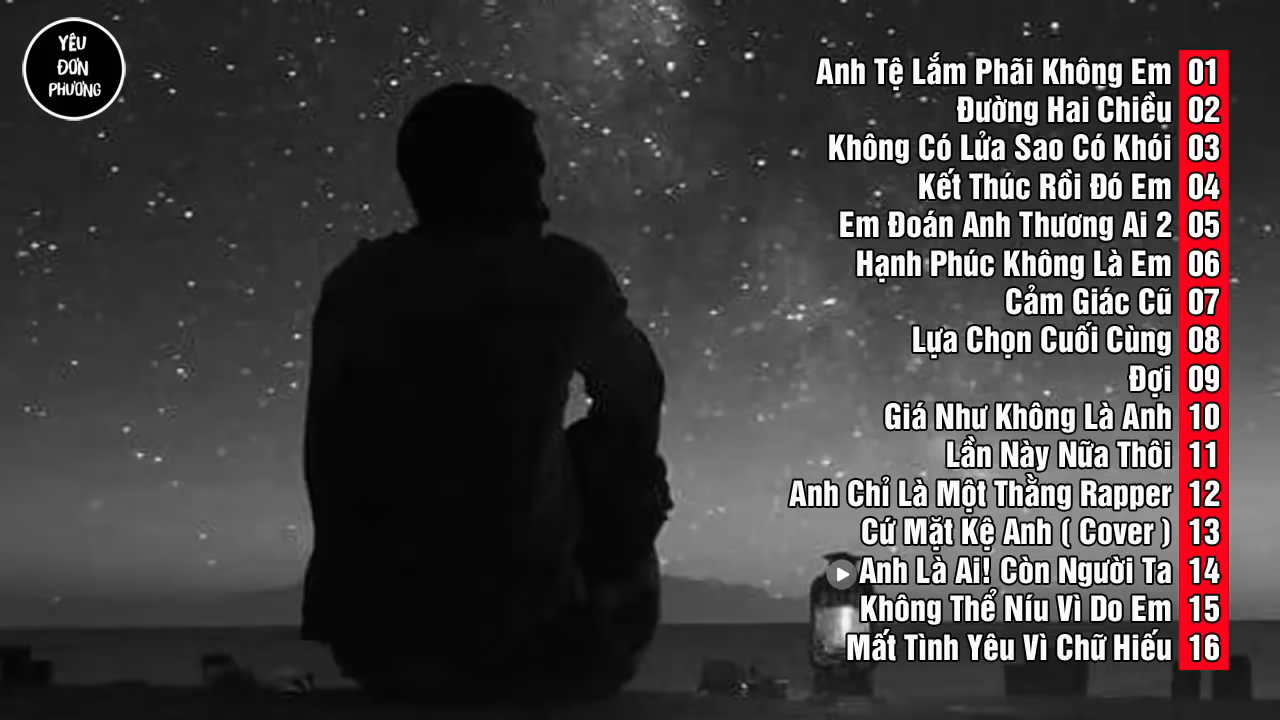 YÊU
ĐƠN
PHƯƠNG
Anh Tệ Lắm Phãi Không Em 01
Đường Hai Chiều 02
Không Có Lửa Sao Có Khói 03
Kết Thúc Rồi Đó Em 04
Em Đoán Anh Thương Ai 2 05
Hạnh Phúc Không Là Em 06
Cảm Giác Cũ 07
Lựa Chọn Cuối Cùng 08
Đợi 09
Giá Như Không Là Anh 10
Lần Này Nữa Thôi 11
Anh Chỉ Là Một Thằng Rapper 12
Cứ Mặt Kệ Anh ( Cover ) 13
Anh Là Ai! Còn Người Ta 14
Không Thể Níu Vì Do Em 15
Mất Tình Yêu Vì Chữ Hiếu 16